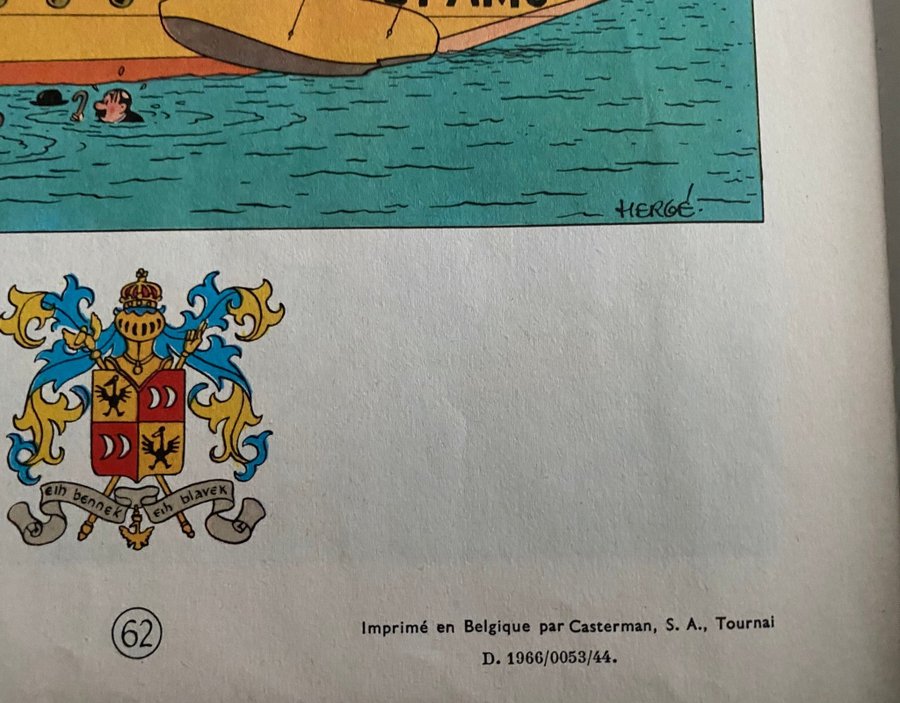 HERGÉ.
eih bennek
eih blavek
62
Imprimé en Belgique par Casterman, S. A., Tournai
D. 1966/0053/44.